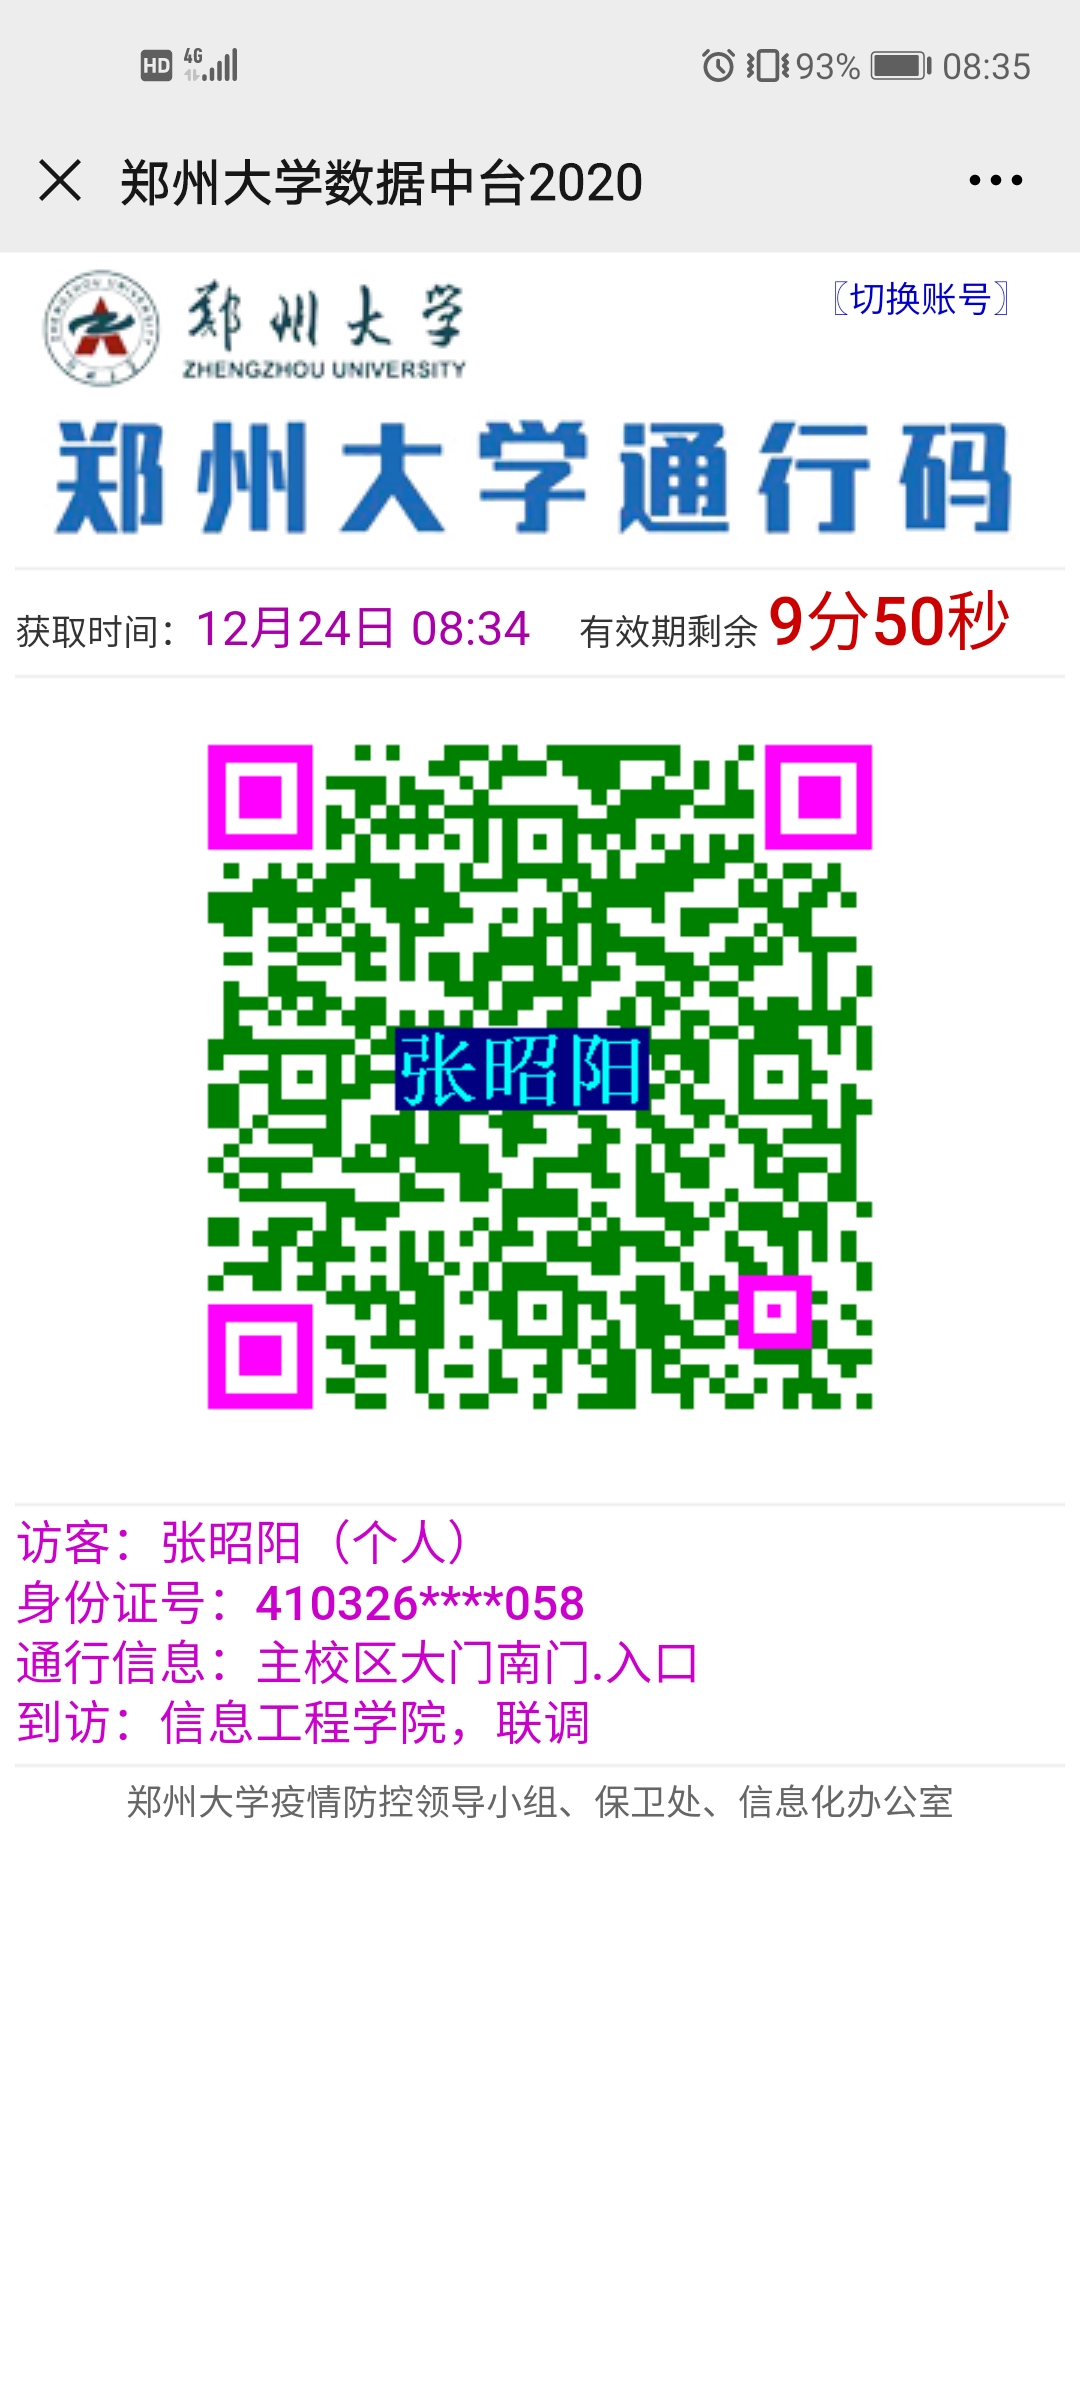 HD 4G 93% 08:35
郑州大学数据中台2020
郑州大学
ZHENGZHOU UNIVERSITY
〖切换账号〗
郑州大学通行码
获取时间：12月24日 08:34 有效期剩余 9分50秒
张昭阳
访客：张昭阳（个人）
身份证号：410326****058
通行信息：主校区大门南门.入口
到访：信息工程学院，联调
郑州大学疫情防控领导小组、保卫处、信息化办公室